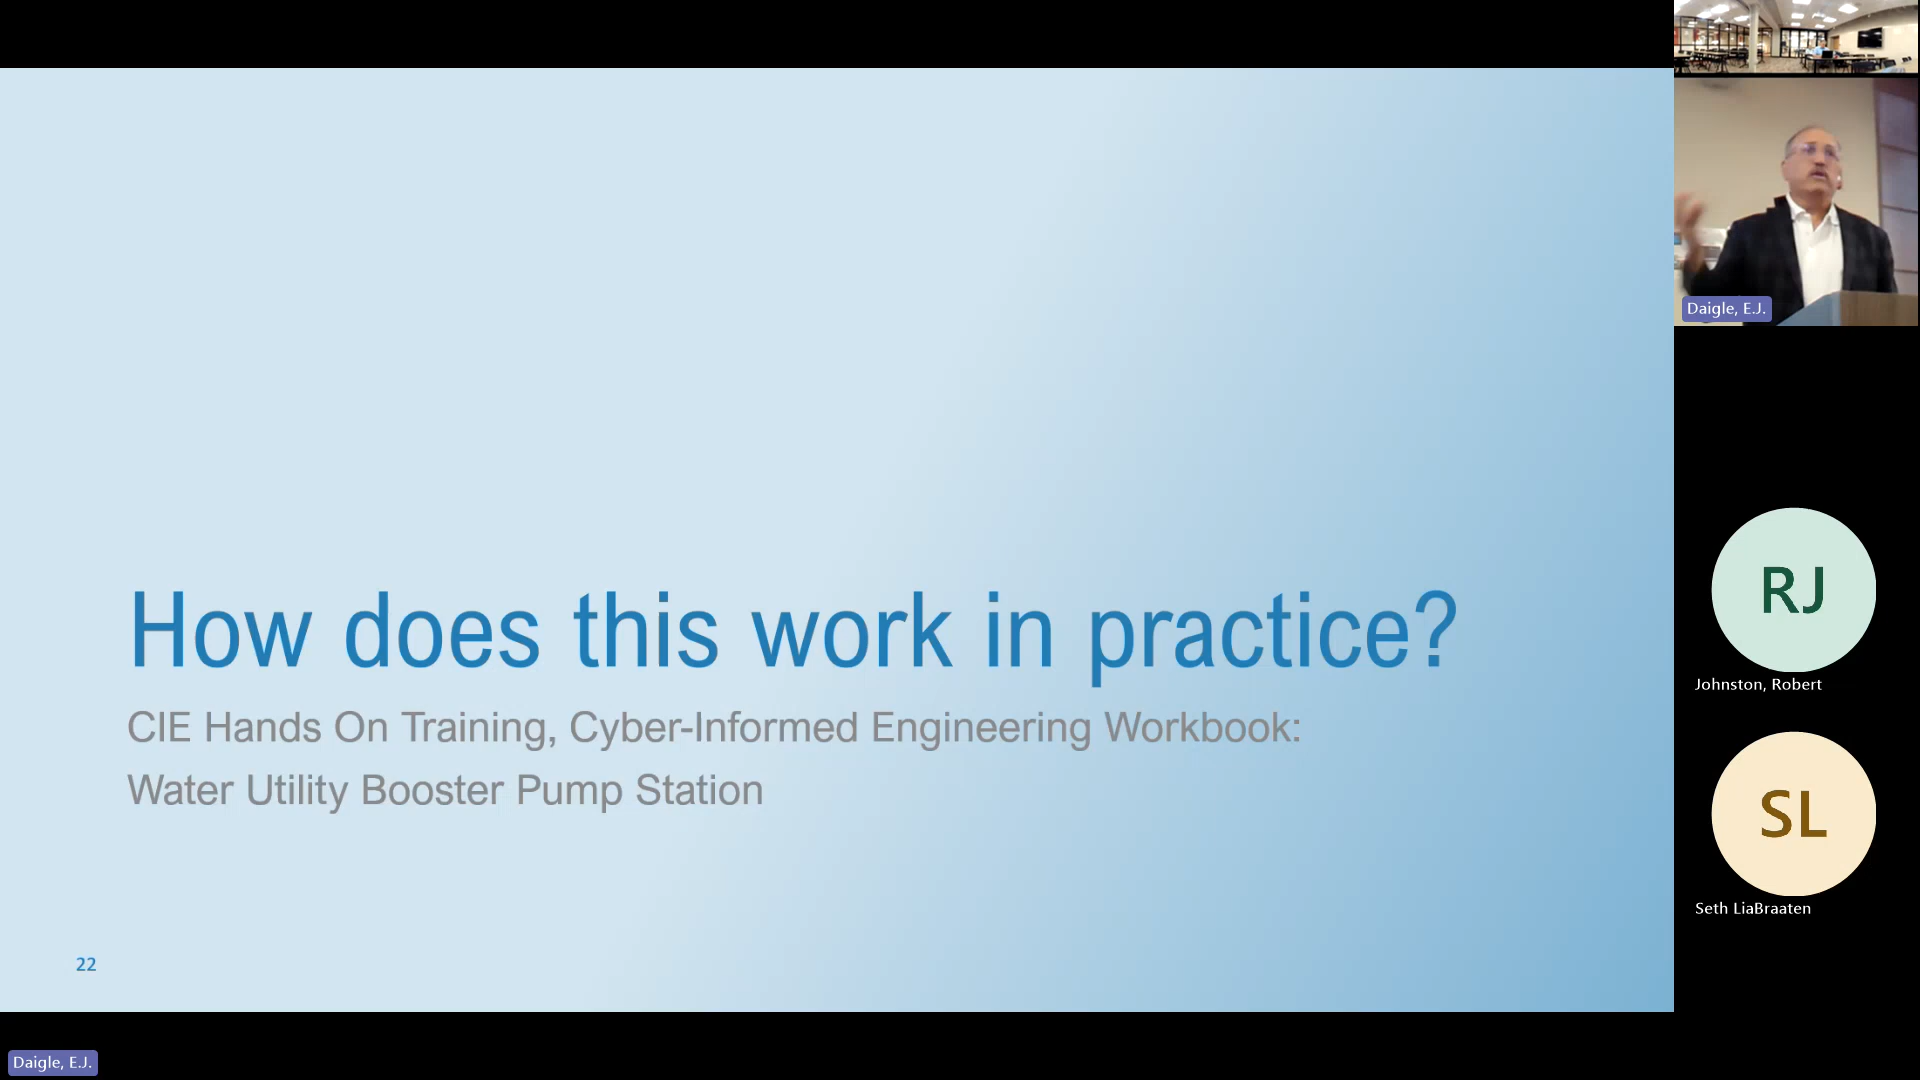 How does this work in practice?
CIE Hands On Training, Cyber-Informed Engineering Workbook:
Water Utility Booster Pump Station
22
Daigle, E.J.
RJ
Johnston, Robert
SL
Seth LiaBraaten
Daigle, E.J.